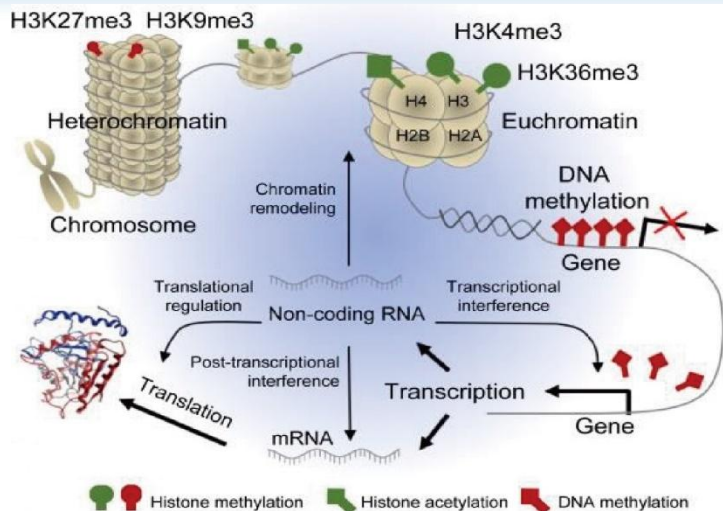 H3K27me3 H3K9me3
H3K4me3
H3K36me3
H4 H3
H2B H2A
Heterochromatin
Euchromatin
Chromosome
Chromatin
remodeling
DNA
methylation
Gene
Translational
regulation
Transcriptional
interference
Non-coding RNA
Post-transcriptional
interference
Transcription
Translation
mRNA
Gene
Histone methylation
Histone acetylation
DNA methylation